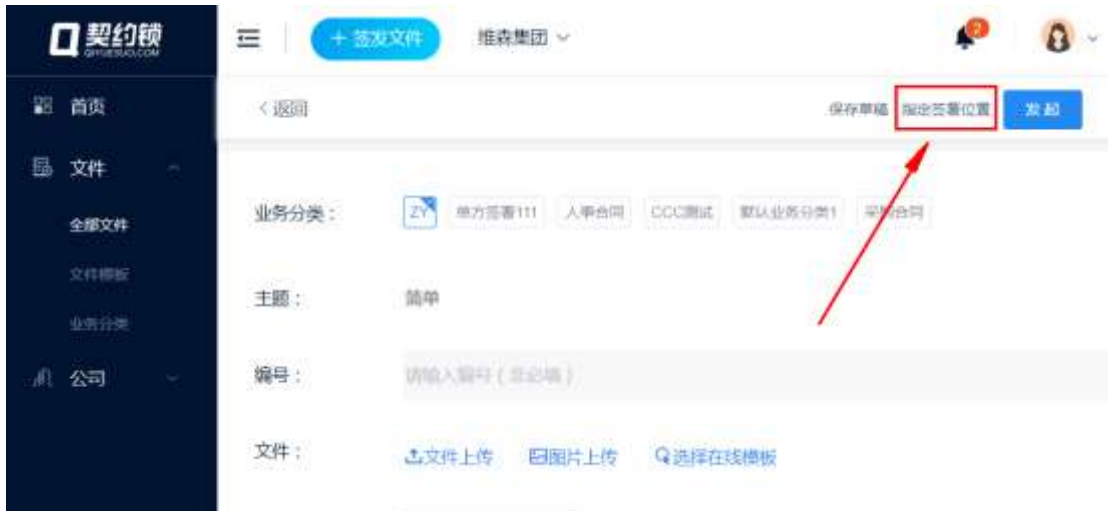 契约锁
QIYUESUO.COM
+ 签发文件
维森集团
2
首页
< 返回
保存草稿
指定签署位置
发起
文件
全部文件
文件模板
业务分类
公司
业务分类：
ZY
单方签署111
人事合同
CCC测试
默认业务分类1
采购合同
主题：
简单
编号：
请输入编号（非必填）
文件：
文件上传
图片上传
选择在线模板